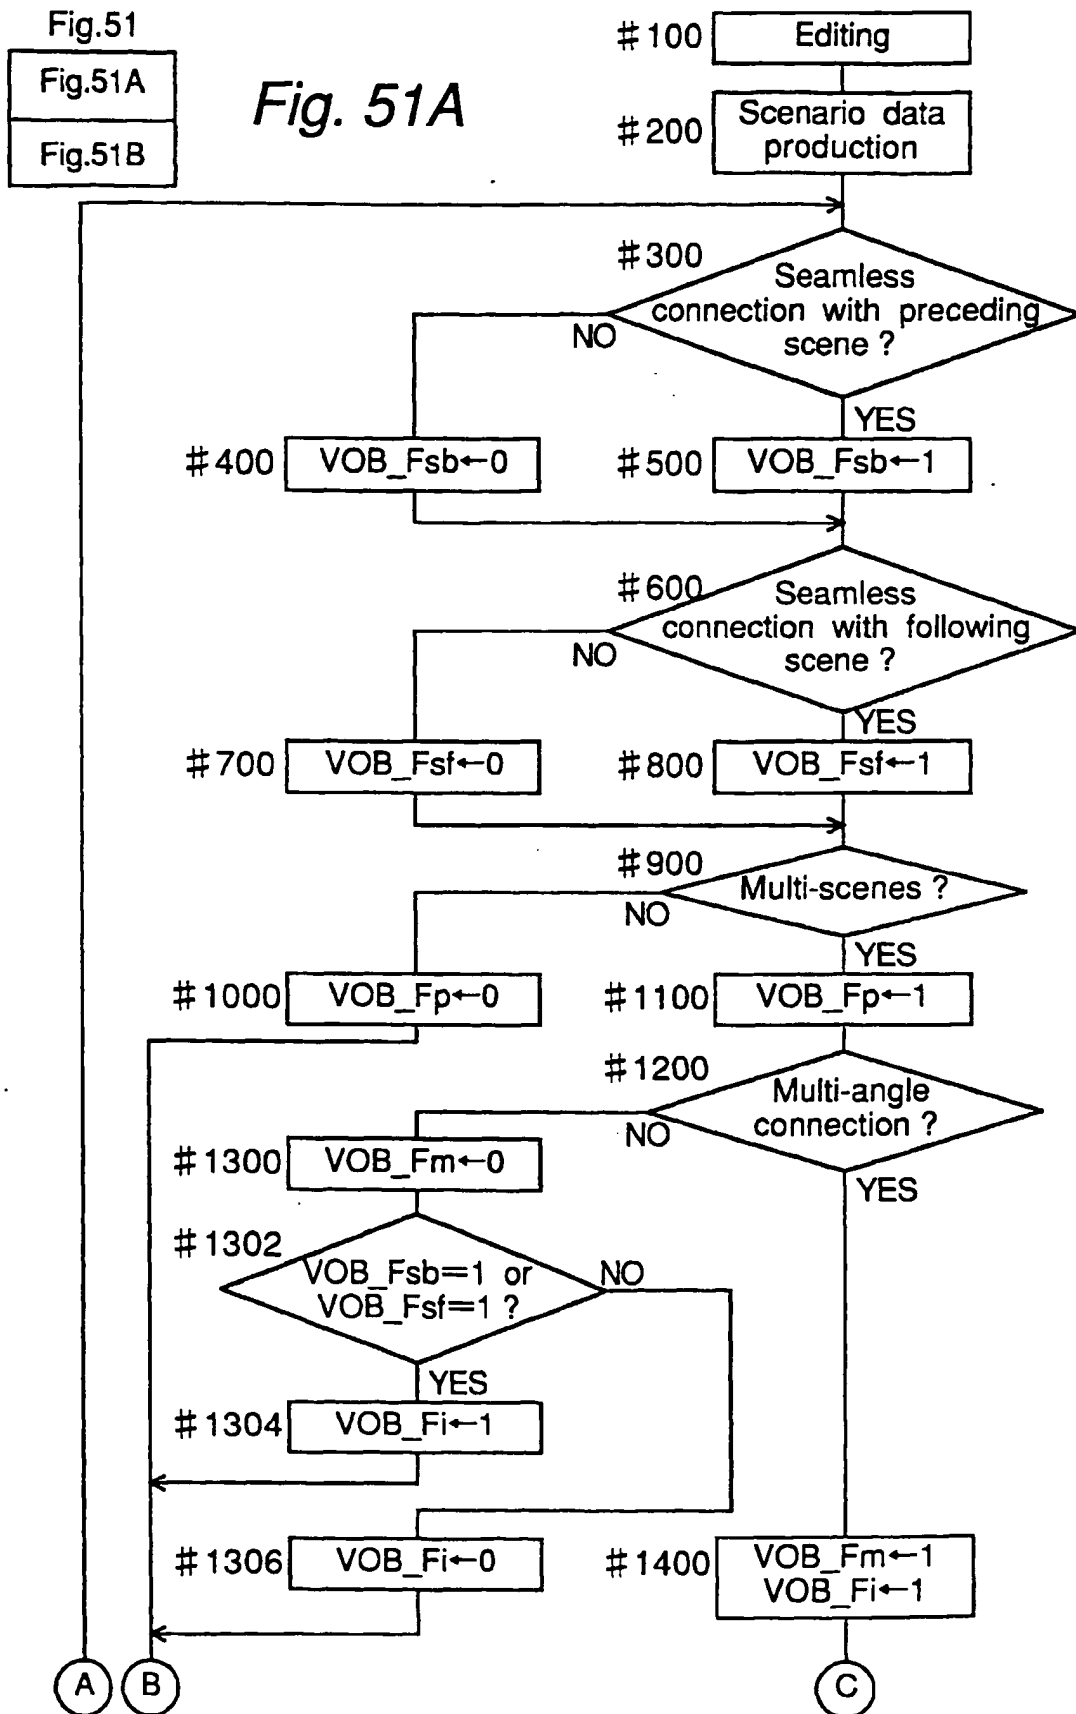 Fig.51
Fig.51A
Fig.51B
Fig. 51A
#100
Editing
#200
Scenario data
production
#300
Seamless
connection with preceding
scene ?
NO
YES
#400
VOB_Fsb←0
#500
VOB_Fsb←1
#600
Seamless
connection with following
scene ?
NO
YES
#700
VOB_Fsf←0
#800
VOB_Fsf←1
#900
Multi-scenes ?
NO
YES
#1000
VOB_Fp←0
#1100
VOB_Fp←1
#1200
Multi-angle
connection ?
NO
YES
#1300
VOB_Fm←0
#1302
VOB_Fsb=1 or
VOB_Fsf=1 ?
NO
YES
#1304
VOB_Fi←1
#1306
VOB_Fi←0
#1400
VOB_Fm←1
VOB_Fi←1
A
B
C